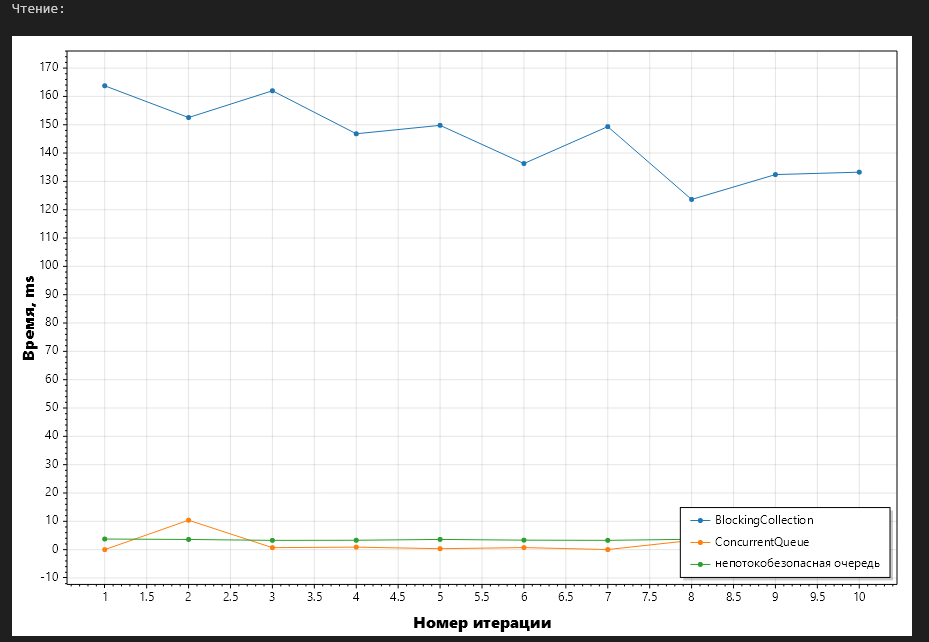 Чтение:
170
160
150
140
130
120
110
100
90
80
70
60
50
40
30
20
10
0
-10
Время, ms
BlockingCollection
ConcurrentQueue
непотокобезопасная очередь
1 1.5 2 2.5 3 3.5 4 4.5 5 5.5 6 6.5 7 7.5 8 8.5 9 9.5 10
Номер итерации